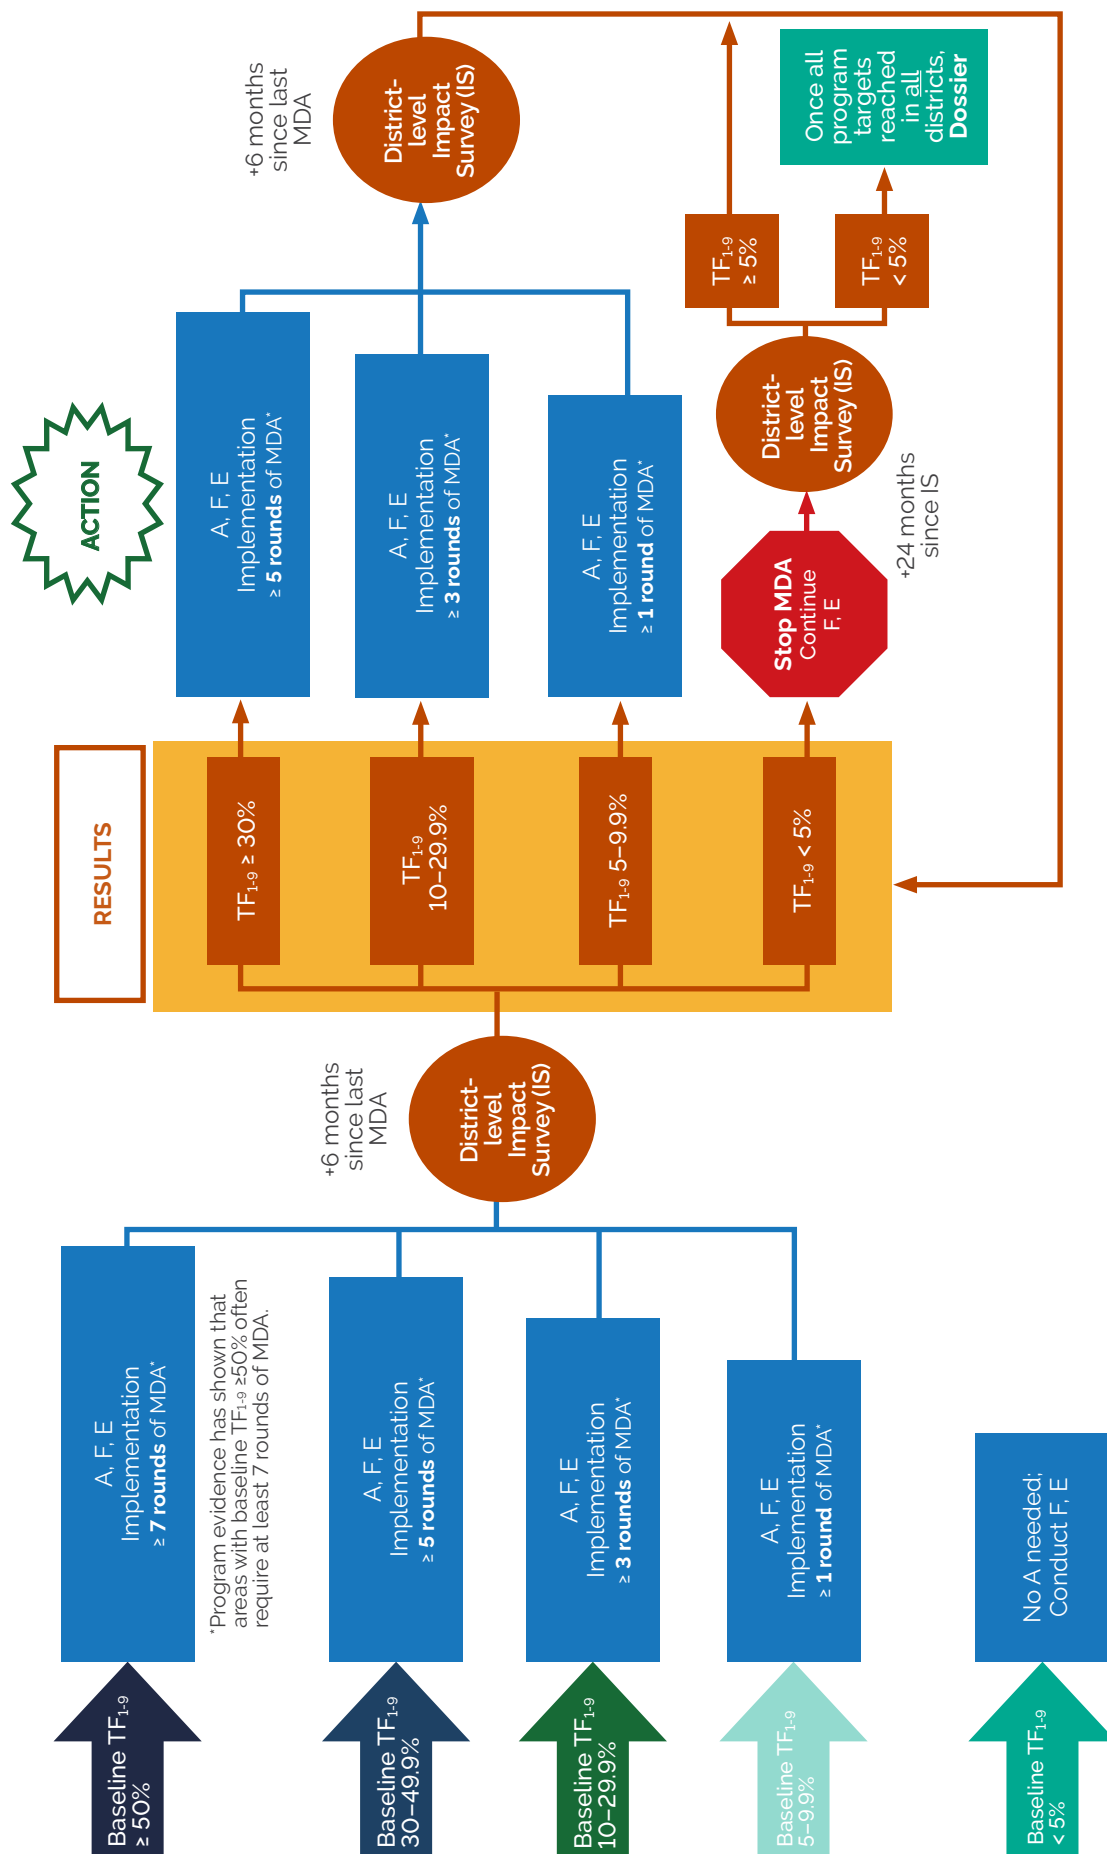 Baseline TF1-9
≥ 50%
A, F, E
Implementation
≥ 7 rounds of MDA*
*Program evidence has shown that
areas with baseline TF1-9 ≥50% often
require at least 7 rounds of MDA.
Baseline TF1-9
30–49.9%
A, F, E
Implementation
≥ 5 rounds of MDA*
Baseline TF1-9
10–29.9%
A, F, E
Implementation
≥ 3 rounds of MDA*
Baseline TF1-9
5–9.9%
A, F, E
Implementation
≥ 1 round of MDA*
Baseline TF1-9
< 5%
No A needed;
Conduct F, E
+6 months
since last
MDA
District-
level
Impact
Survey (IS)
RESULTS
TF1-9 ≥ 30%
TF1-9
10–29.9%
TF1-9 5–9.9%
TF1-9 < 5%
ACTION
A, F, E
Implementation
≥ 5 rounds of MDA*
A, F, E
Implementation
≥ 3 rounds of MDA*
A, F, E
Implementation
≥ 1 round of MDA*
Stop MDA
Continue
F, E
+24 months
since IS
District-
level
Impact
Survey (IS)
TF1-9
≥ 5%
TF1-9
< 5%
+6 months
since last
MDA
District-
level
Impact
Survey (IS)
Once all
program
targets
reached
in all
districts,
Dossier